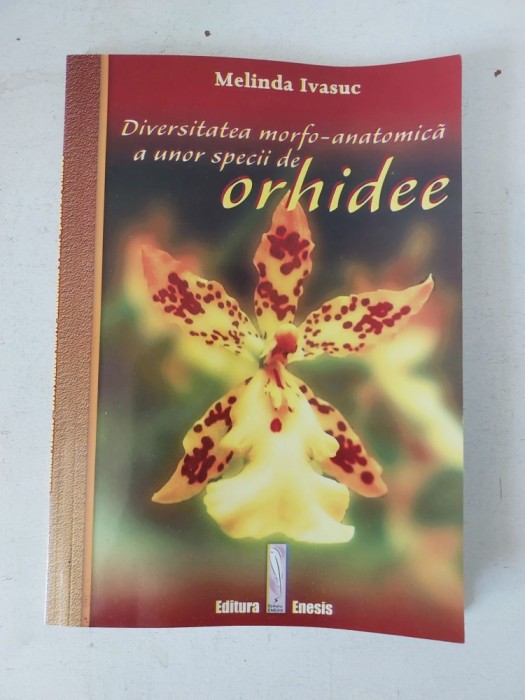 Melinda Ivasuc
Diversitatea morfo-anatomică
a unor specii de
orhidee
Editura Enesis